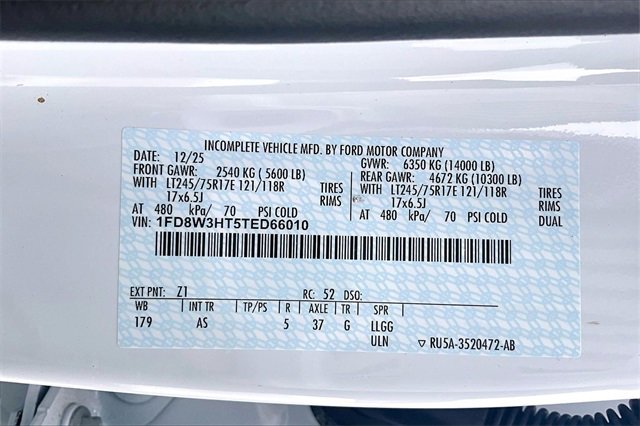 INCOMPLETE VEHICLE MFD. BY FORD MOTOR COMPANY
DATE: 12/25 GVWR: 6350 KG (14000 LB)
FRONT GAWR: 2540 KG ( 5600 LB) REAR GAWR: 4672 KG (10300 LB)
WITH LT245/75R17E 121/118R TIRES WITH LT245/75R17E 121/118R TIRES
17x6.5J RIMS 17x6.5J RIMS
AT 480 kPa/ 70 PSI COLD AT 480 kPa/ 70 PSI COLD DUAL
VIN: 1FD8W3HT5TED66010
EXT PNT: Z1 RC: 52 DSO:
WB INT TR TP/PS R AXLE TR SPR
179 AS 5 37 G LLGG
ULN ▽ RU5A-3520472-AB